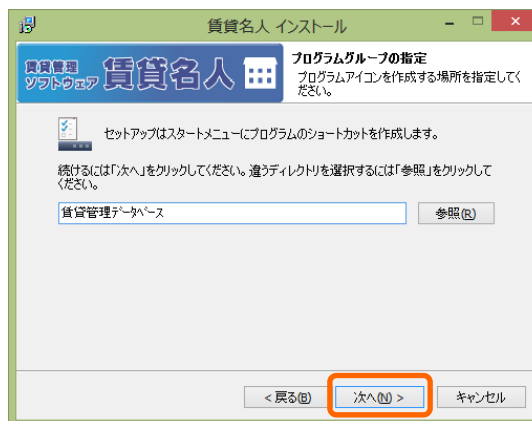 賃貸名人 インストール
賃貸管理
ソフトウェア 賃貸名人
プログラムグループの指定
プログラムアイコンを作成する場所を指定してく
ださい。
セットアップはスタートメニューにプログラムのショートカットを作成します。
続けるには「次へ」をクリックしてください。違うディレクトリを選択するには「参照」をクリックして
ください。
賃貸管理ﾃﾞｰﾀﾍﾞｰｽ
参照(R)
< 戻る(B)
次へ(N) >
キャンセル